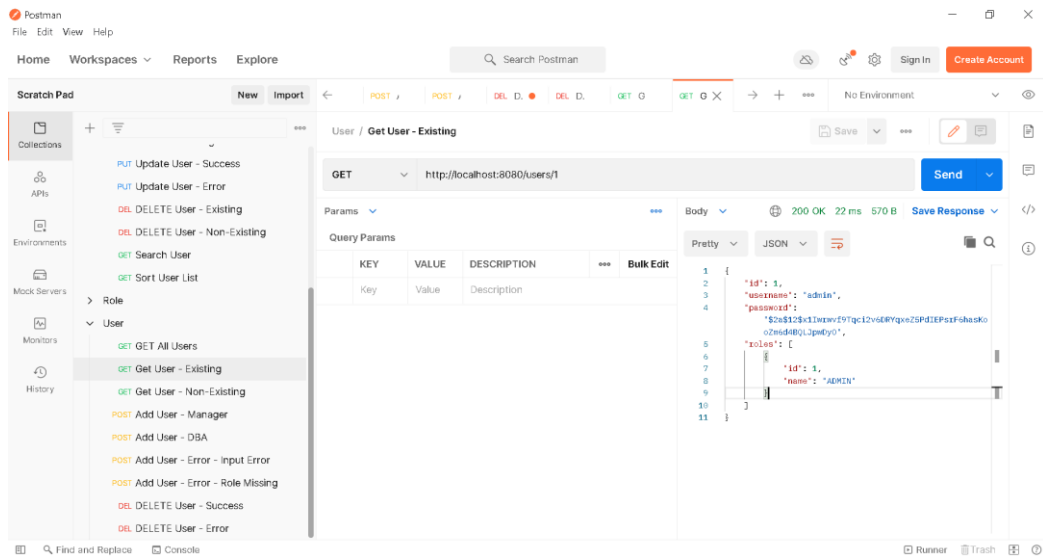 Postman
File Edit View Help
Home Workspaces Reports Explore
Search Postman
Sign In
Create Account
Scratch Pad
New Import
POST
POST
DEL D.
DEL D.
GET G
GET G
No Environment
Collections
APIs
Environments
Mock Servers
Monitors
History
PUT Update User - Success
PUT Update User - Error
DEL DELETE User - Existing
DEL DELETE User - Non-Existing
GET Search User
GET Sort User List
Role
User
GET GET All Users
GET Get User - Existing
GET Get User - Non-Existing
POST Add User - Manager
POST Add User - DBA
POST Add User - Error - Input Error
POST Add User - Error - Role Missing
DEL DELETE User - Success
DEL DELETE User - Error
User / Get User - Existing
Save
GET http://localhost:8080/users/1
Send
Params
Query Params
KEY VALUE DESCRIPTION Bulk Edit
Key Value Description
Body 200 OK 22 ms 570 B Save Response
Pretty JSON
1 {
2 "id": 1,
3 "username": "admin",
4 "password":
5 "roles": [
6 {
7 "id": 1,
8 "name": "ADMIN"
9 }
10 ]
11 }
Find and Replace Console
Runner Trash